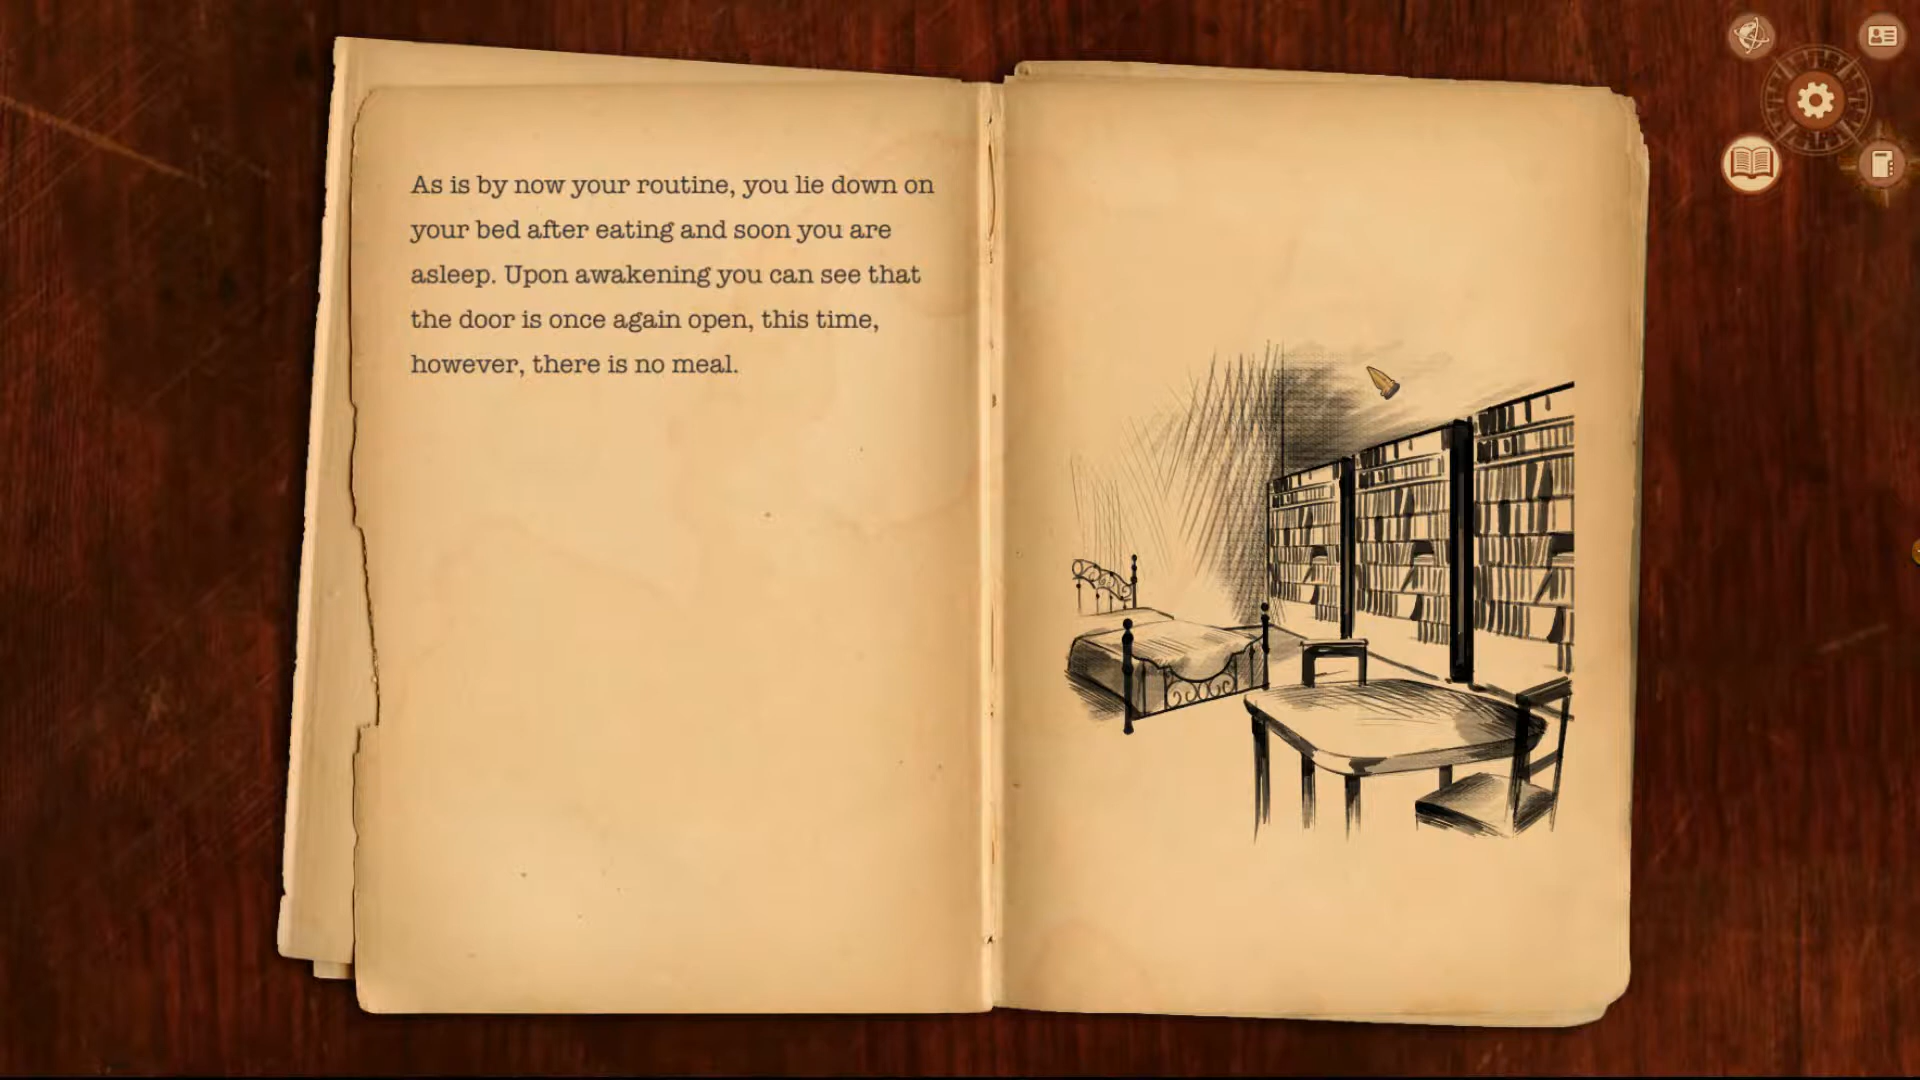 As is by now your routine, you lie down on
your bed after eating and soon you are
asleep. Upon awakening you can see that
the door is once again open, this time,
however, there is no meal.